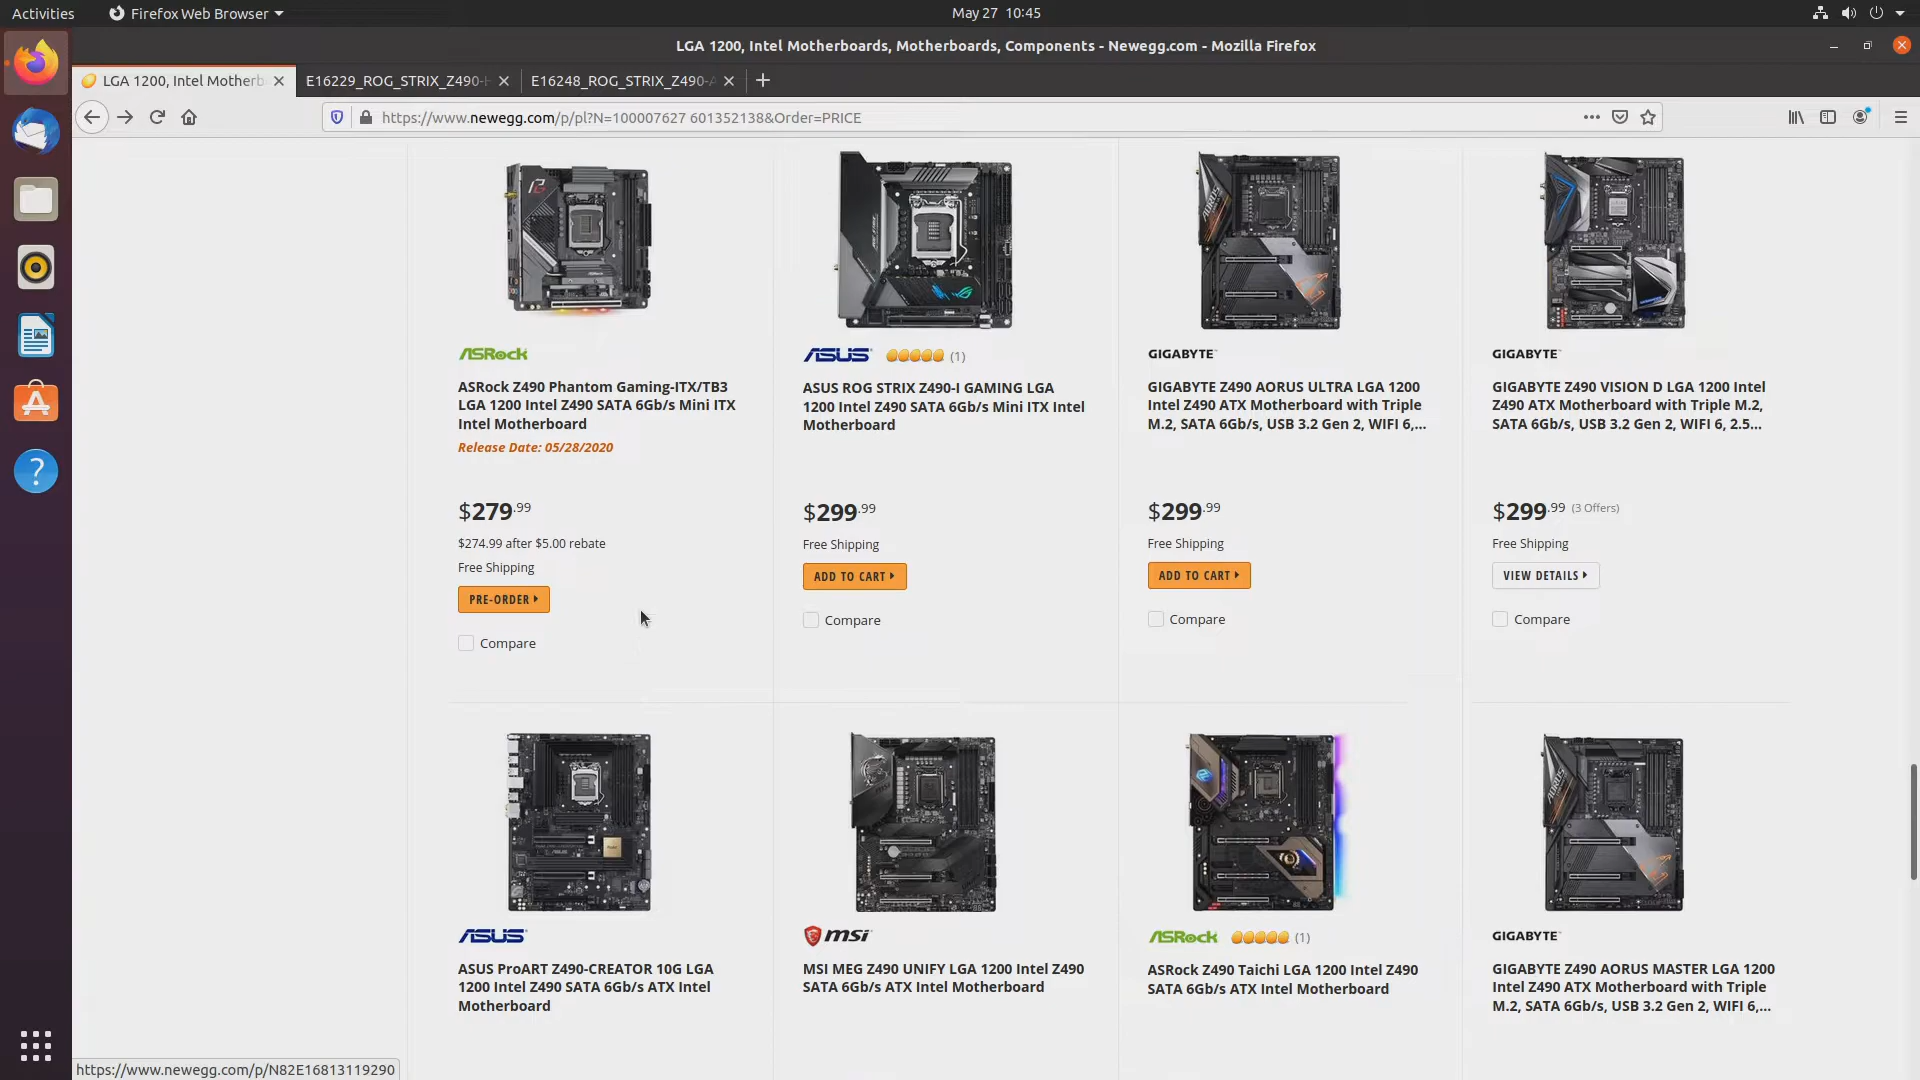 Activities
Firefox Web Browser
May 27 10:45
LGA 1200, Intel Motherboards, Motherboards, Components - Newegg.com - Mozilla Firefox
LGA 1200, Intel Motherb
E16229_ROG_STRIX_Z490-
E16248_ROG_STRIX_Z490-
https://www.newegg.com/p/pl?N=100007627 601352138&Order=PRICE
ASRock
ASRock Z490 Phantom Gaming-ITX/TB3
LGA 1200 Intel Z490 SATA 6Gb/s Mini ITX
Intel Motherboard
Release Date: 05/28/2020
$279.99
$274.99 after $5.00 rebate
Free Shipping
PRE-ORDER
Compare
ASUS (1)
ASUS ROG STRIX Z490-I GAMING LGA
1200 Intel Z490 SATA 6Gb/s Mini ITX Intel
Motherboard
$299.99
Free Shipping
ADD TO CART
Compare
GIGABYTE
GIGABYTE Z490 AORUS ULTRA LGA 1200
Intel Z490 ATX Motherboard with Triple
M.2, SATA 6Gb/s, USB 3.2 Gen 2, WIFI 6,...
$299.99
Free Shipping
ADD TO CART
Compare
GIGABYTE
GIGABYTE Z490 VISION D LGA 1200 Intel
Z490 ATX Motherboard with Triple M.2,
SATA 6Gb/s, USB 3.2 Gen 2, WIFI 6, 2.5...
$299.99 (3 Offers)
Free Shipping
VIEW DETAILS
Compare
ASUS
ASUS ProART Z490-CREATOR 10G LGA
1200 Intel Z490 SATA 6Gb/s ATX Intel
Motherboard
msi
MSI MEG Z490 UNIFY LGA 1200 Intel Z490
SATA 6Gb/s ATX Intel Motherboard
ASRock (1)
ASRock Z490 Taichi LGA 1200 Intel Z490
SATA 6Gb/s ATX Intel Motherboard
GIGABYTE
GIGABYTE Z490 AORUS MASTER LGA 1200
Intel Z490 ATX Motherboard with Triple
M.2, SATA 6Gb/s, USB 3.2 Gen 2, WIFI 6,...
https://www.newegg.com/p/N82E16813119290